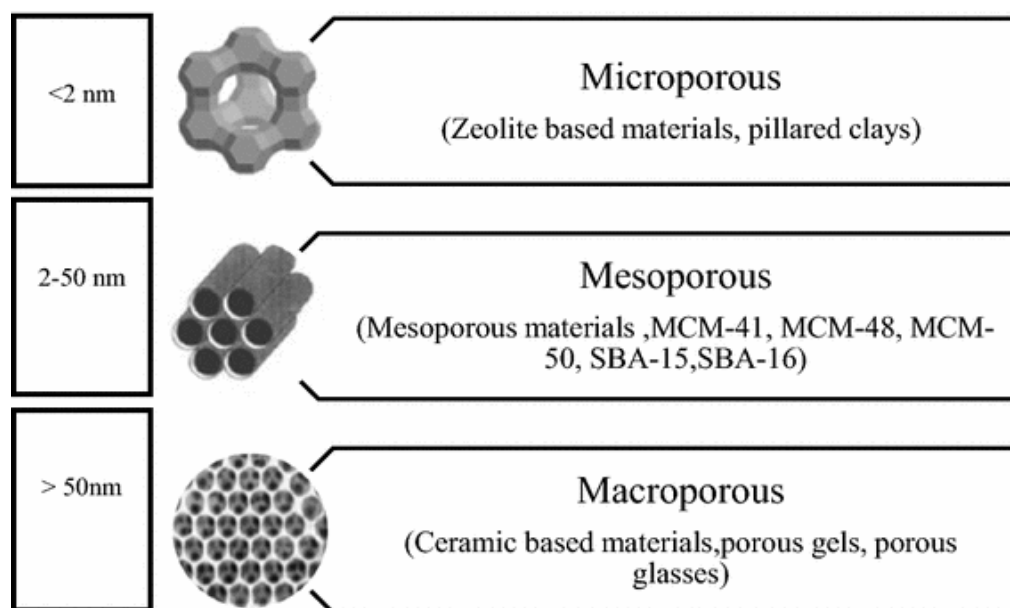 <2 nm
Microporous
(Zeolite based materials, pillared clays)
2-50 nm
Mesoporous
(Mesoporous materials ,MCM-41, MCM-48, MCM-
50, SBA-15,SBA-16)
> 50nm
Macroporous
(Ceramic based materials,porous gels, porous
glasses)